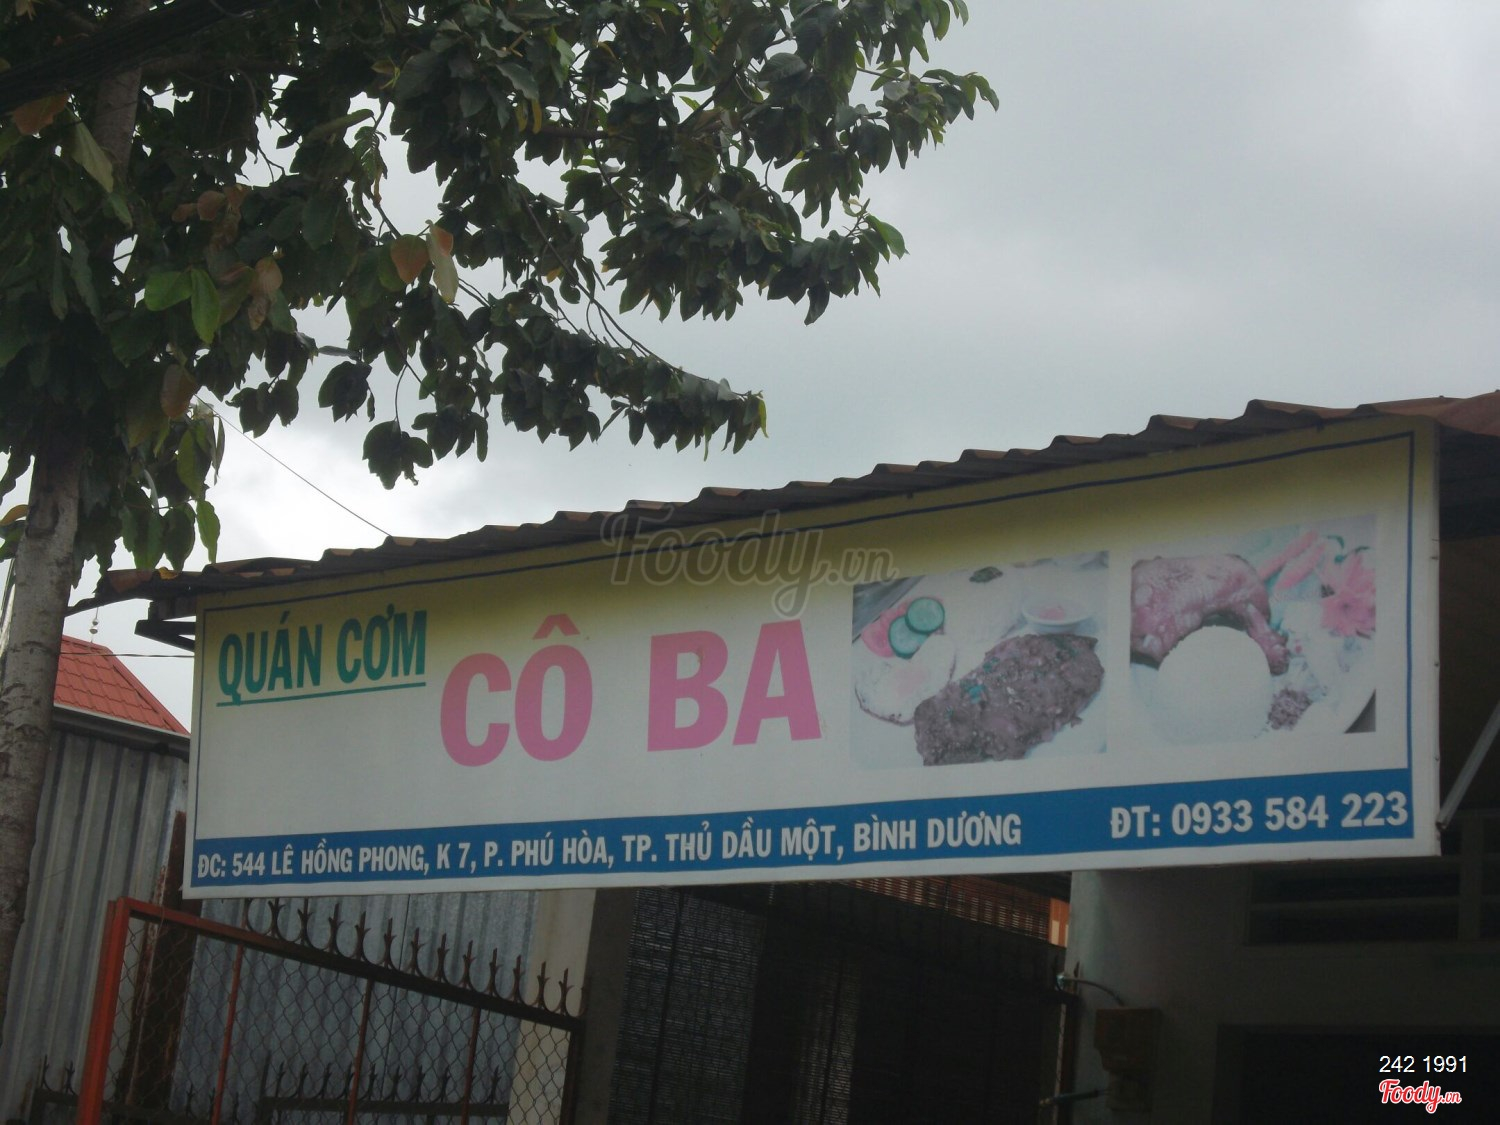 Foody.vn
QUÁN CƠM
CÔ BA
ĐC: 544 LÊ HỒNG PHONG, K 7, P. PHÚ HÒA, TP. THỦ DẦU MỘT, BÌNH DƯƠNG ĐT: 0933 584 223
242 1991
Foody.vn